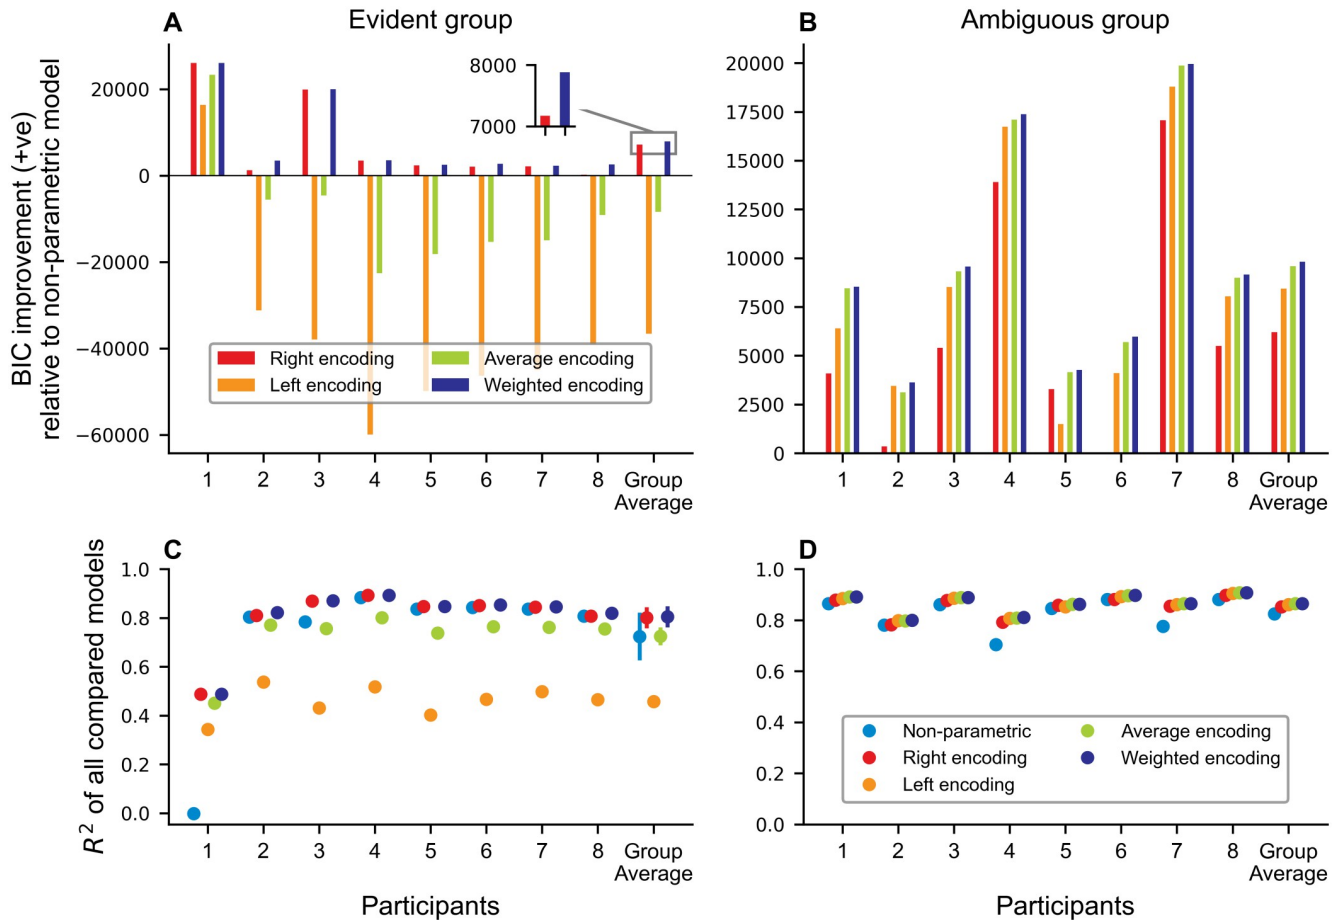 A
Evident group
BIC improvement (+ve)
relative to non-parametric model
20000
0
−20000
−40000
−60000
8000
7000
Right encoding
Left encoding
Average encoding
Weighted encoding
1 2 3 4 5 6 7 8 Group
Average
B
Ambiguous group
20000
17500
15000
12500
10000
7500
5000
2500
0
1 2 3 4 5 6 7 8 Group
Average
C
R² of all compared models
1.0
0.8
0.6
0.4
0.2
0.0
1 2 3 4 5 6 7 8 Group
Average
Participants
D
1.0
0.8
0.6
0.4
0.2
0.0
Non-parametric
Right encoding
Left encoding
Average encoding
Weighted encoding
1 2 3 4 5 6 7 8 Group
Average
Participants